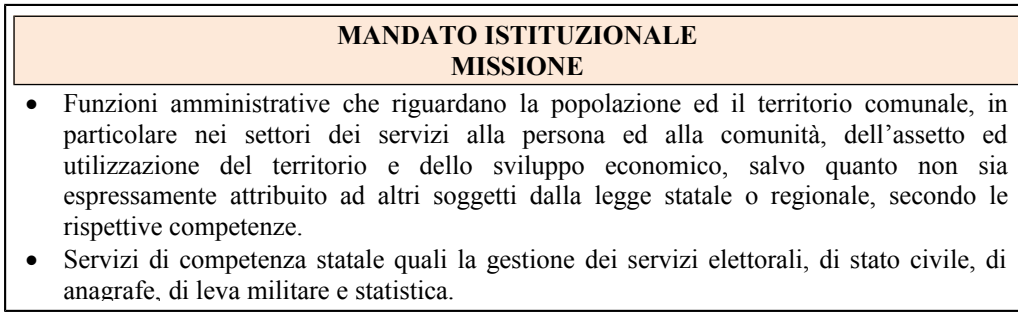 MANDATO ISTITUZIONALE
MISSIONE
• Funzioni amministrative che riguardano la popolazione ed il territorio comunale, in
particolare nei settori dei servizi alla persona ed alla comunità, dell’assetto ed
utilizzazione del territorio e dello sviluppo economico, salvo quanto non sia
espressamente attribuito ad altri soggetti dalla legge statale o regionale, secondo le
rispettive competenze.
• Servizi di competenza statale quali la gestione dei servizi elettorali, di stato civile, di
anagrafe, di leva militare e statistica.